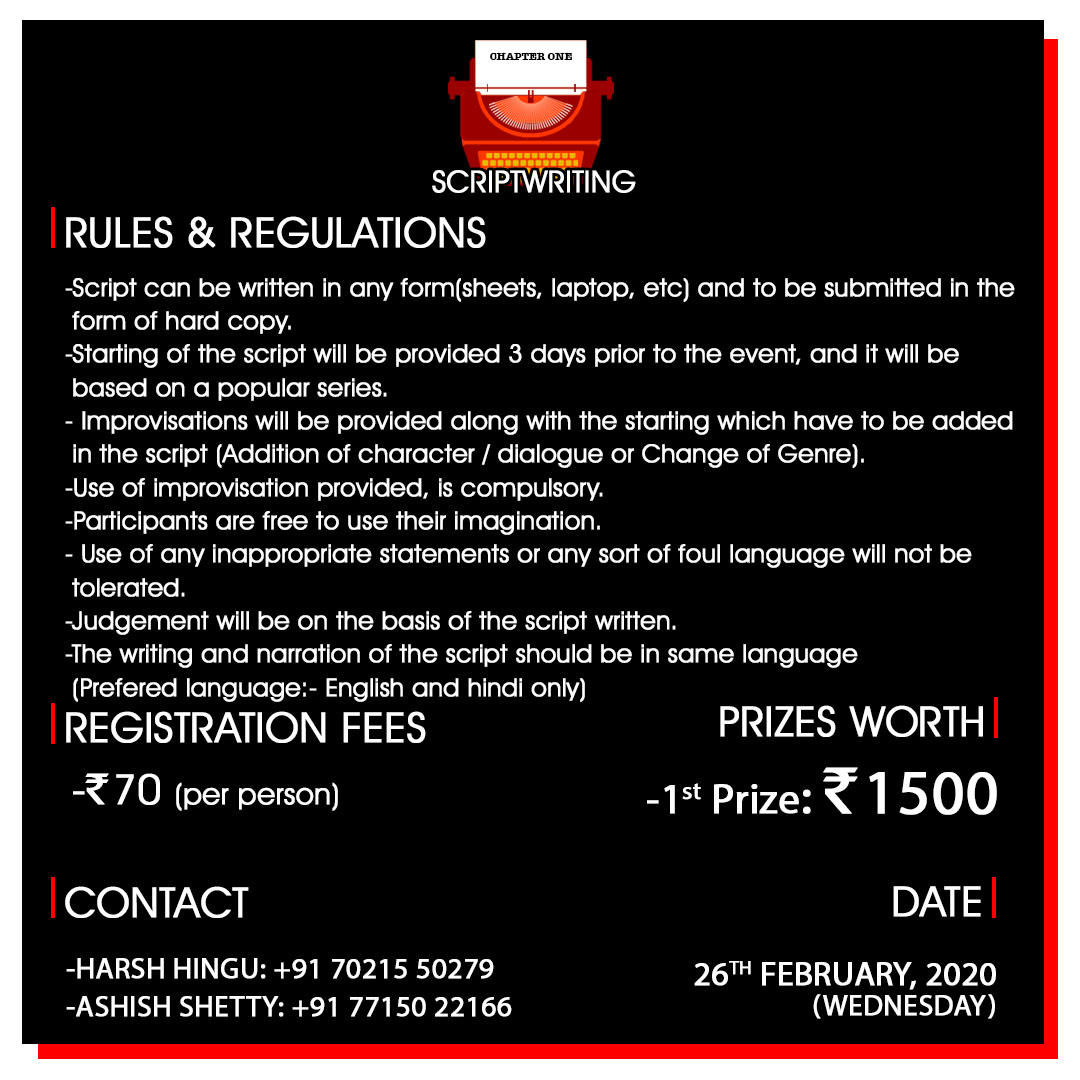 CHAPTER ONE
SCRIPTWRITING
RULES & REGULATIONS
-Script can be written in any form(sheets, laptop, etc) and to be submitted in the
form of hard copy.
-Starting of the script will be provided 3 days prior to the event, and it will be
based on a popular series.
- Improvisations will be provided along with the starting which have to be added
in the script (Addition of character / dialogue or Change of Genre).
-Use of improvisation provided, is compulsory.
-Participants are free to use their imagination.
- Use of any inappropriate statements or any sort of foul language will not be
tolerated.
-Judgement will be on the basis of the script written.
-The writing and narration of the script should be in same language
(Prefered language:- English and hindi only)
REGISTRATION FEES
-₹70 (per person)
PRIZES WORTH
-1st Prize: ₹1500
CONTACT
-HARSH HINGU: +91 70215 50279
-ASHISH SHETTY: +91 77150 22166
DATE
26TH FEBRUARY, 2020
(WEDNESDAY)